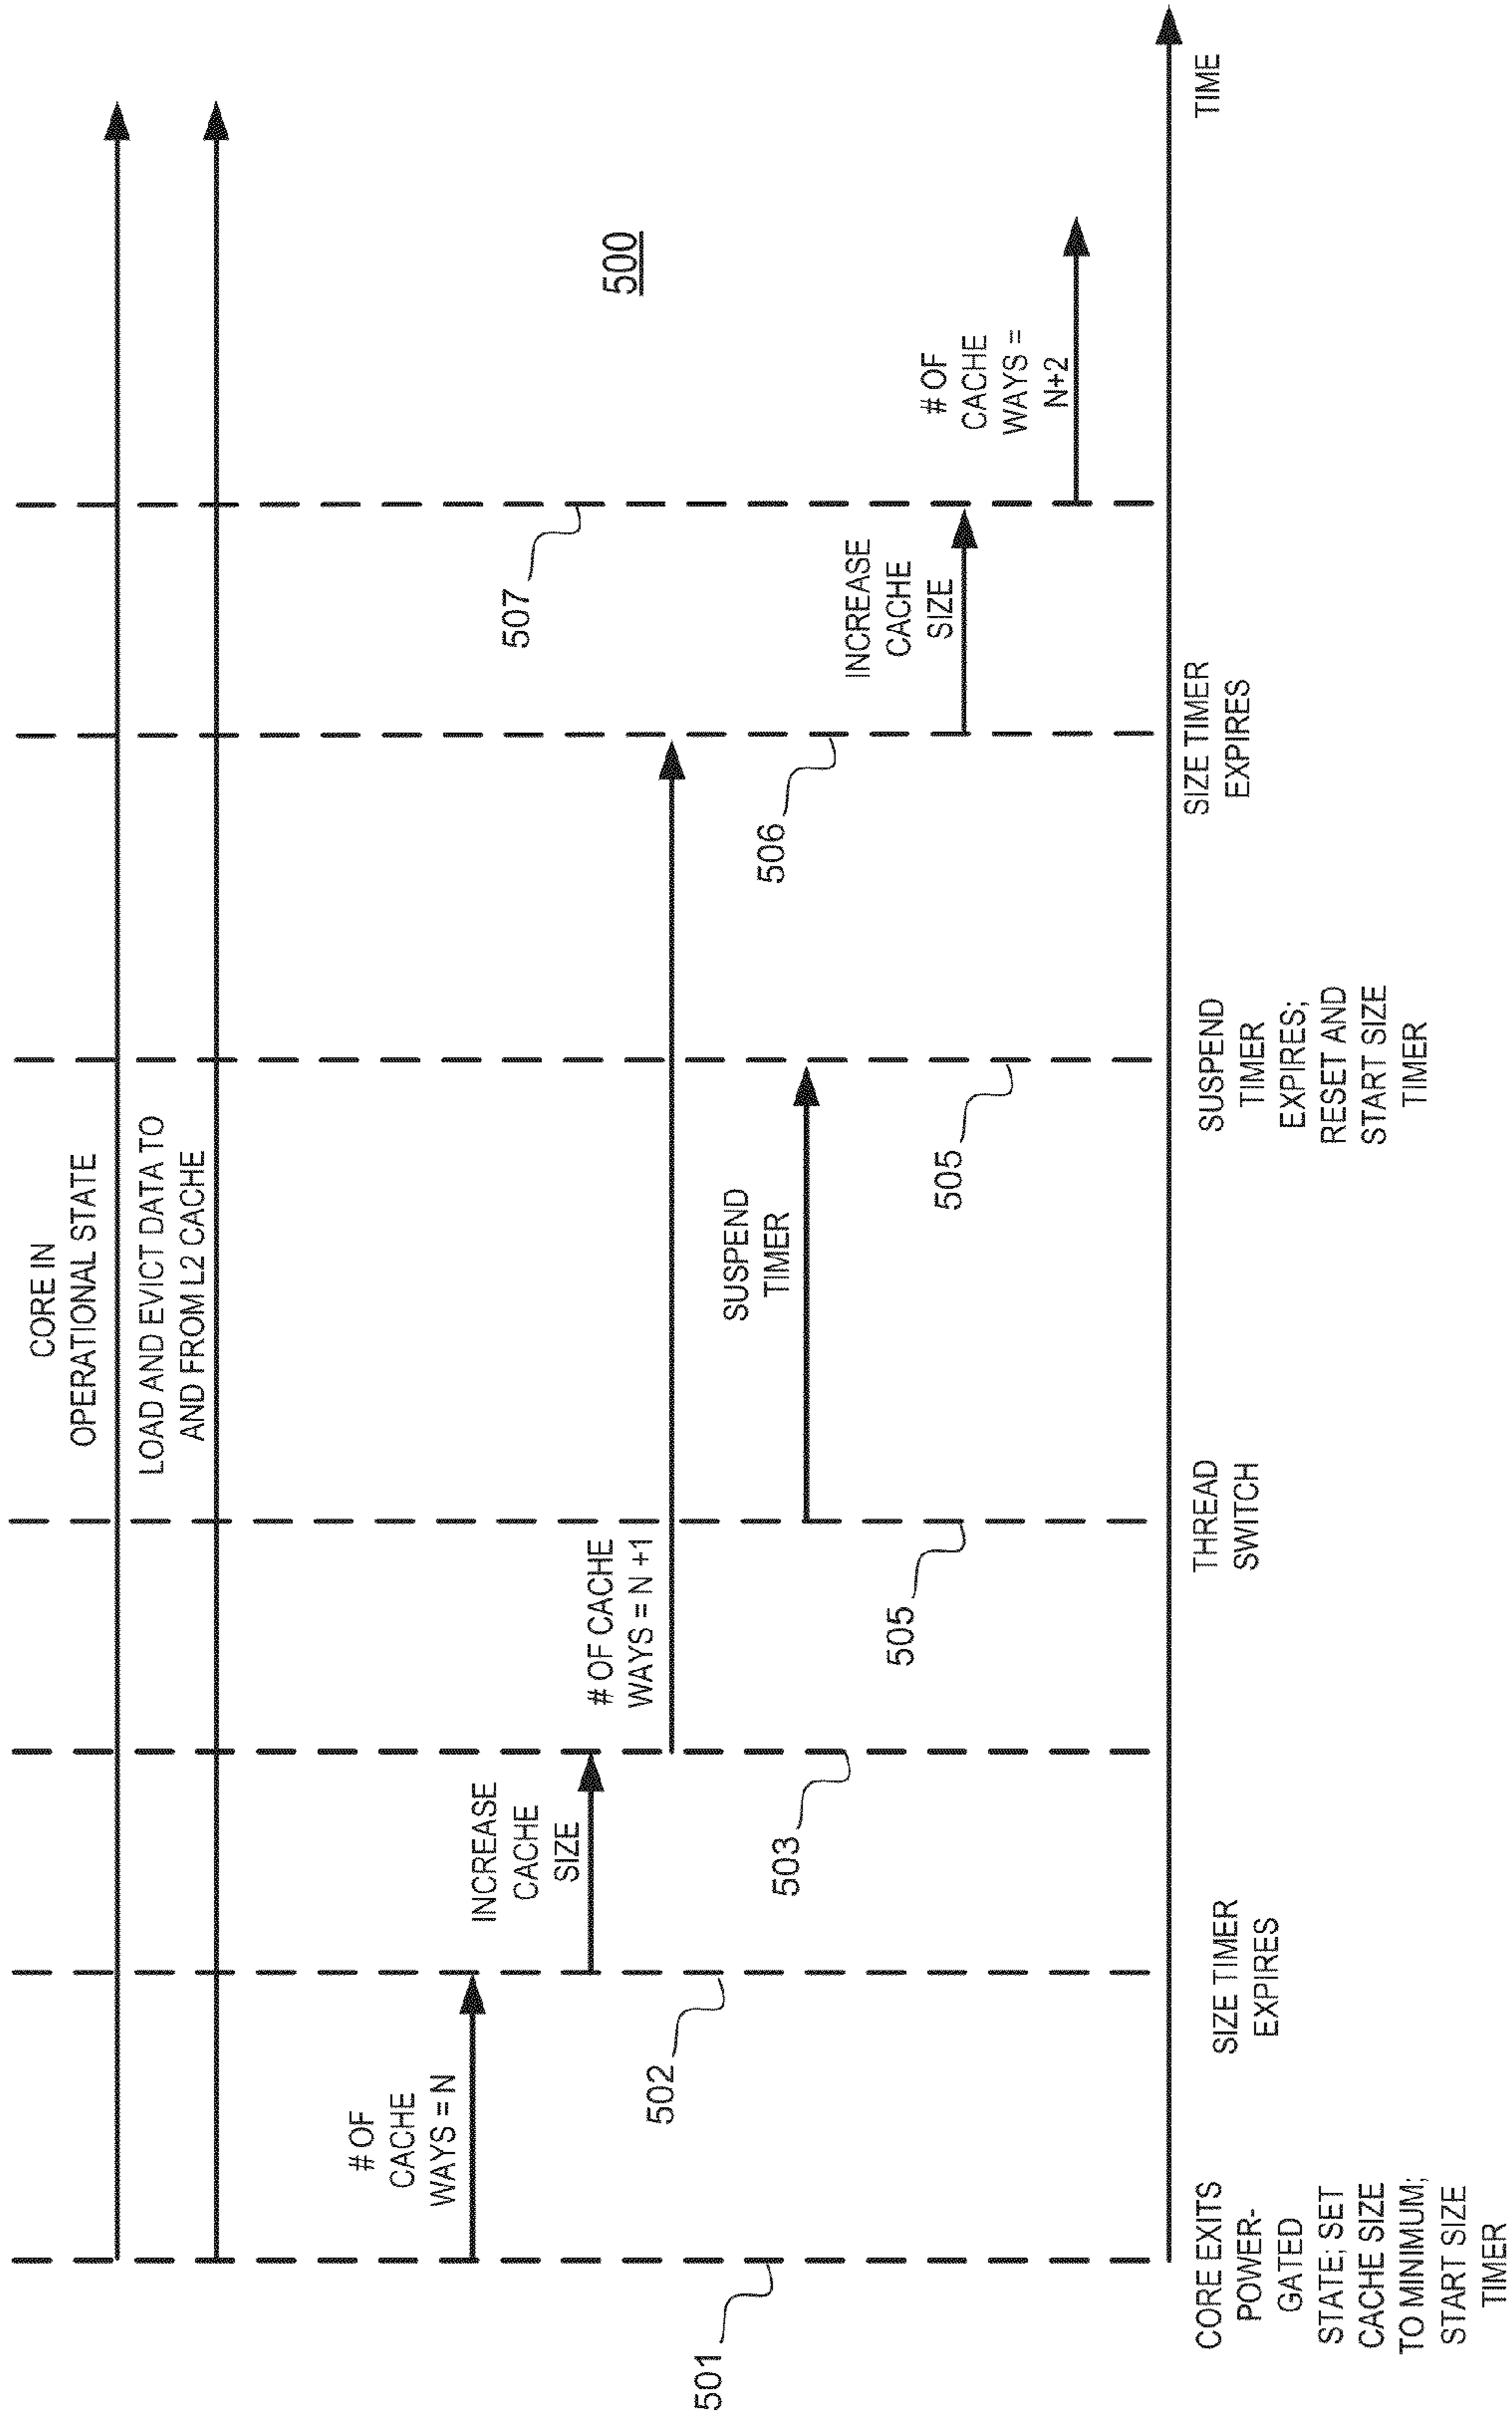 CORE IN
OPERATIONAL STATE
LOAD AND EVICT DATA TO
AND FROM L2 CACHE
# OF
CACHE
WAYS = N
INCREASE
CACHE
SIZE
# OF CACHE
WAYS = N +1
SUSPEND
TIMER
INCREASE
CACHE
SIZE
# OF
CACHE
WAYS =
N+2
500
501
502
503
505
505
506
507
CORE EXITS
POWER-
GATED
STATE; SET
CACHE SIZE
TO MINIMUM;
START SIZE
TIMER
SIZE TIMER
EXPIRES
THREAD
SWITCH
SUSPEND
TIMER
EXPIRES;
RESET AND
START SIZE
TIMER
SIZE TIMER
EXPIRES
TIME